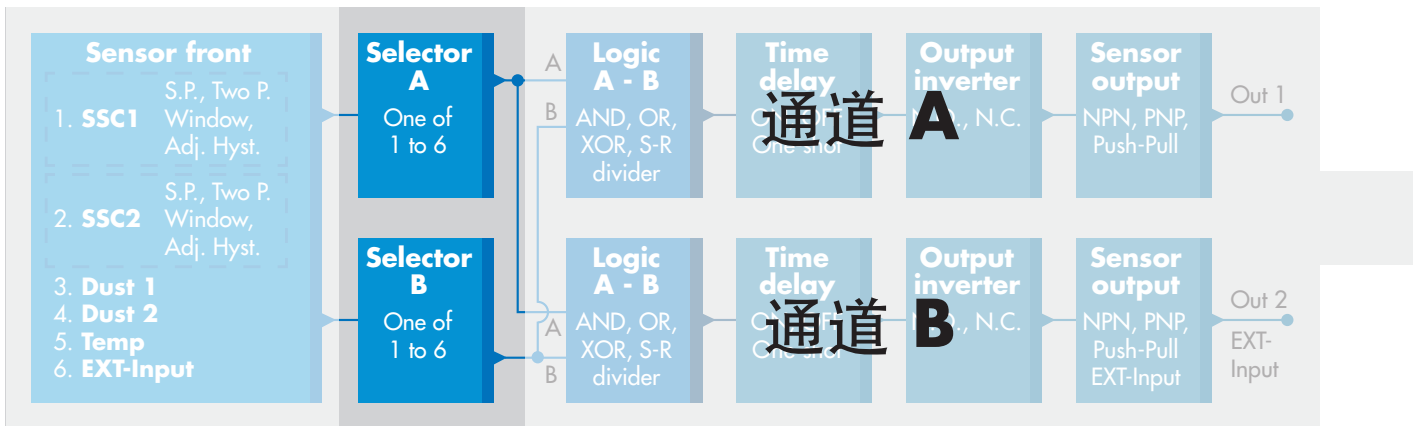 Sensor front
1. SSC1
S.P., Two P.
Window,
Adj. Hyst.
2. SSC2
S.P., Two P.
Window,
Adj. Hyst.
3. Dust 1
4. Dust 2
5. Temp
6. EXT-Input
Selector
A
One of
1 to 6
Selector
B
One of
1 to 6
A
B
Logic
A - B
AND, OR,
XOR, S-R
divider
Time
delay
One shot
通道 A
Output
inverter
N.C.
Sensor
output
NPN, PNP,
Push-Pull
Out 1
A
B
Logic
A - B
AND, OR,
XOR, S-R
divider
Time
delay
One shot
通道 B
Output
inverter
N.C.
Sensor
output
NPN, PNP,
Push-Pull
EXT-Input
Out 2
EXT-
Input